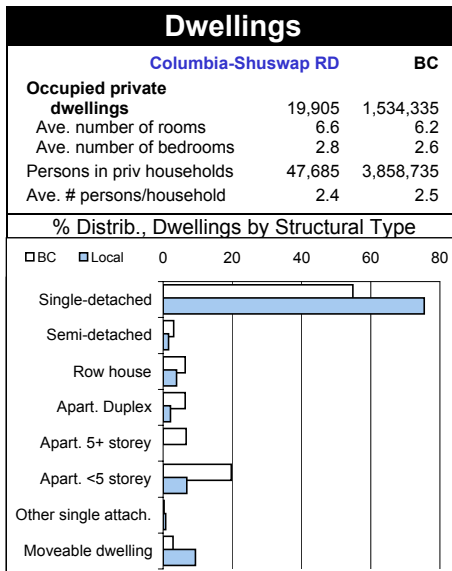 Dwellings
Columbia-Shuswap RD BC
Occupied private
dwellings 19,905 1,534,335
Ave. number of rooms 6.6 6.2
Ave. number of bedrooms 2.8 2.6
Persons in priv households 47,685 3,858,735
Ave. # persons/household 2.4 2.5
% Distrib., Dwellings by Structural Type
BC Local 0 20 40 60 80
Single-detached
Semi-detached
Row house
Apart. Duplex
Apart. 5+ storey
Apart. <5 storey
Other single attach.
Moveable dwelling